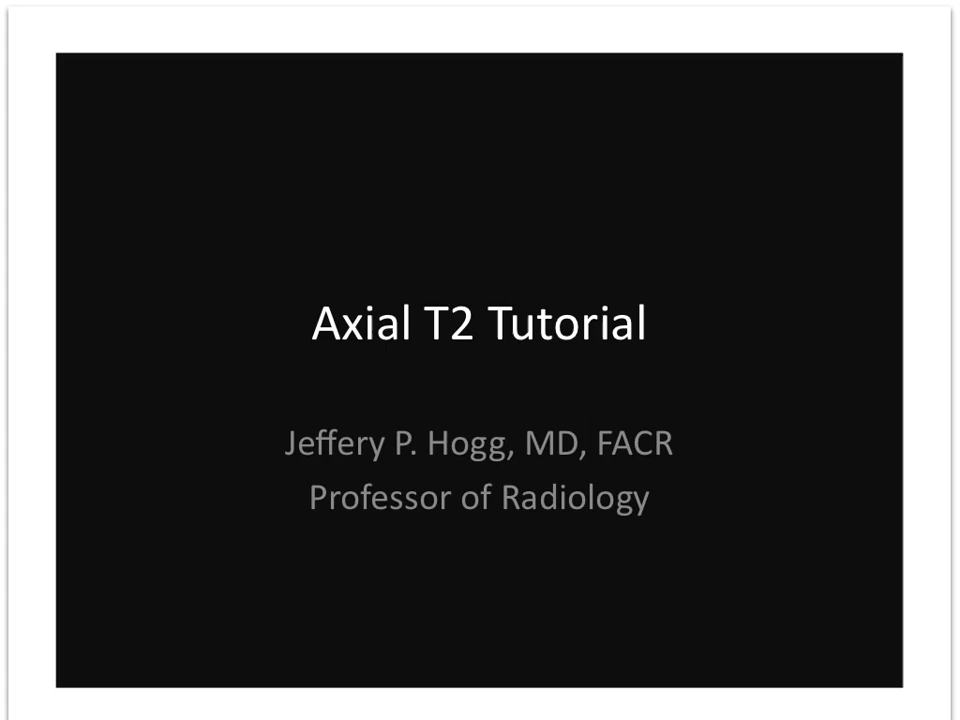 Axial T2 Tutorial
Jeffery P. Hogg, MD, FACR
Professor of Radiology